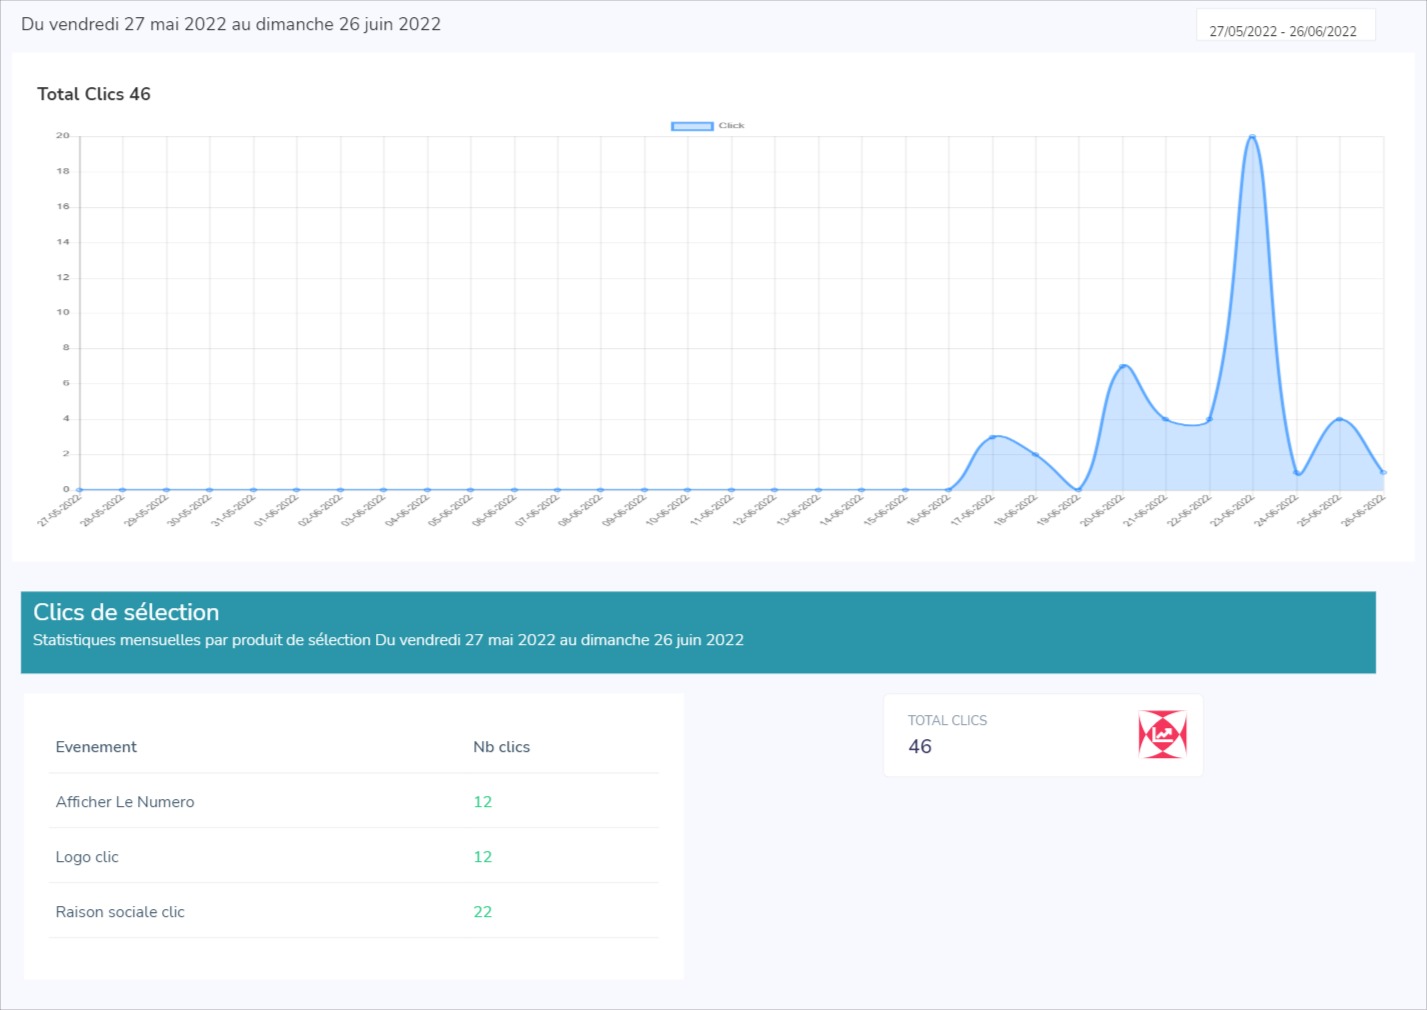 Du vendredi 27 mai 2022 au dimanche 26 juin 2022
27/05/2022 - 26/06/2022
Total Clics 46
Click
20
18
16
14
12
10
8
6
4
2
0
27-05-2022 28-05-2022 29-05-2022 30-05-2022 31-05-2022 01-06-2022 02-06-2022 03-06-2022 04-06-2022 05-06-2022 06-06-2022 07-06-2022 08-06-2022 09-06-2022 10-06-2022 11-06-2022 12-06-2022 13-06-2022 14-06-2022 15-06-2022 16-06-2022 17-06-2022 18-06-2022 19-06-2022 20-06-2022 21-06-2022 22-06-2022 23-06-2022 24-06-2022 25-06-2022 26-06-2022
Clics de sélection
Statistiques mensuelles par produit de sélection Du vendredi 27 mai 2022 au dimanche 26 juin 2022
Evenement Nb clics
Afficher Le Numero 12
Logo clic 12
Raison sociale clic 22
TOTAL CLICS
46